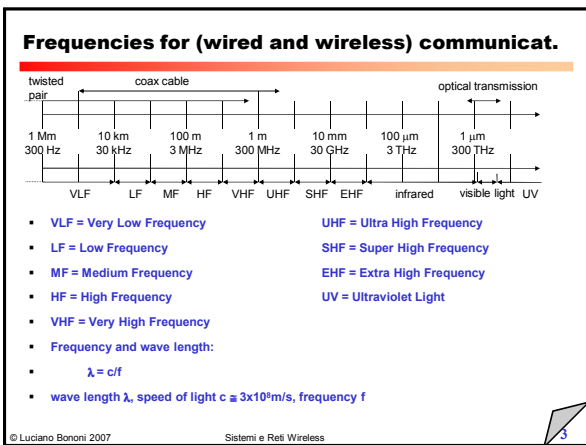 Frequencies for (wired and wireless) communicat.
twisted pair
coax cable
optical transmission
1 Mm 10 km 100 m 1 m 10 mm 100 μm 1 μm
300 Hz 30 kHz 3 MHz 300 MHz 30 GHz 3 THz 300 THz
VLF LF MF HF VHF UHF SHF EHF infrared visible light UV
▪ VLF = Very Low Frequency UHF = Ultra High Frequency
▪ LF = Low Frequency SHF = Super High Frequency
▪ MF = Medium Frequency EHF = Extra High Frequency
▪ HF = High Frequency UV = Ultraviolet Light
▪ VHF = Very High Frequency
▪ Frequency and wave length:
▪ λ = c/f
▪ wave length λ, speed of light c ≅ 3x10⁸m/s, frequency f
© Luciano Bononi 2007 Sistemi e Reti Wireless 3